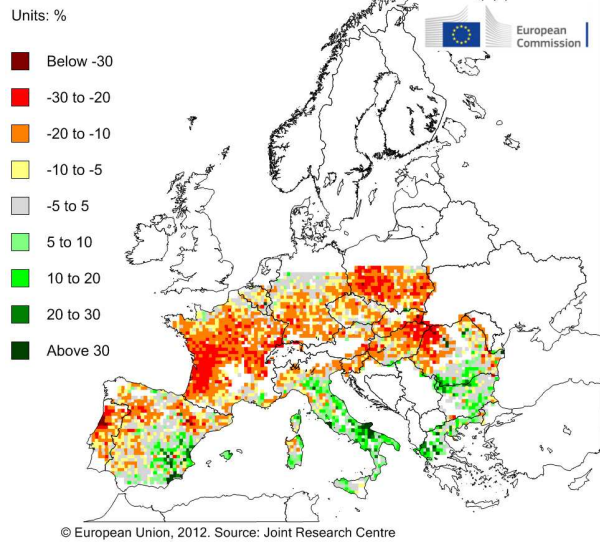 Units: %
European
Commission
Below -30
-30 to -20
-20 to -10
-10 to -5
-5 to 5
5 to 10
10 to 20
20 to 30
Above 30
© European Union, 2012. Source: Joint Research Centre